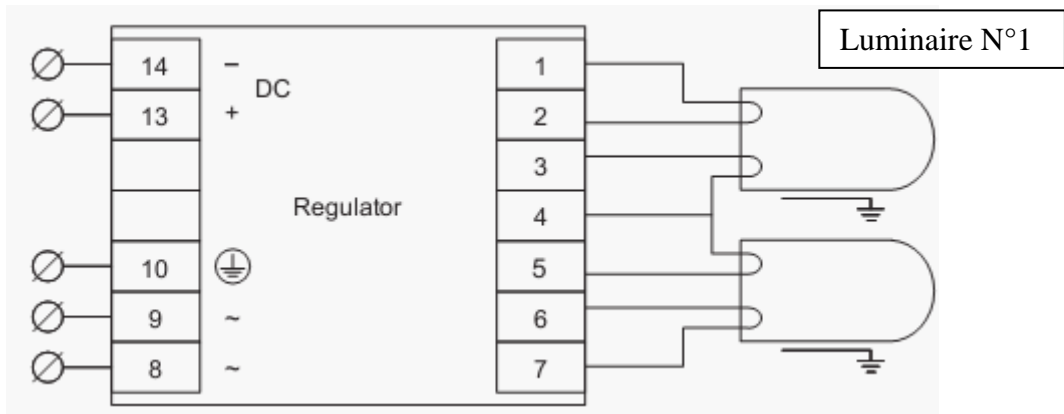 Luminaire N°1
14 – 1
DC
13 + 2
3
Regulator 4
10 5
9 ~ 6
8 ~ 7